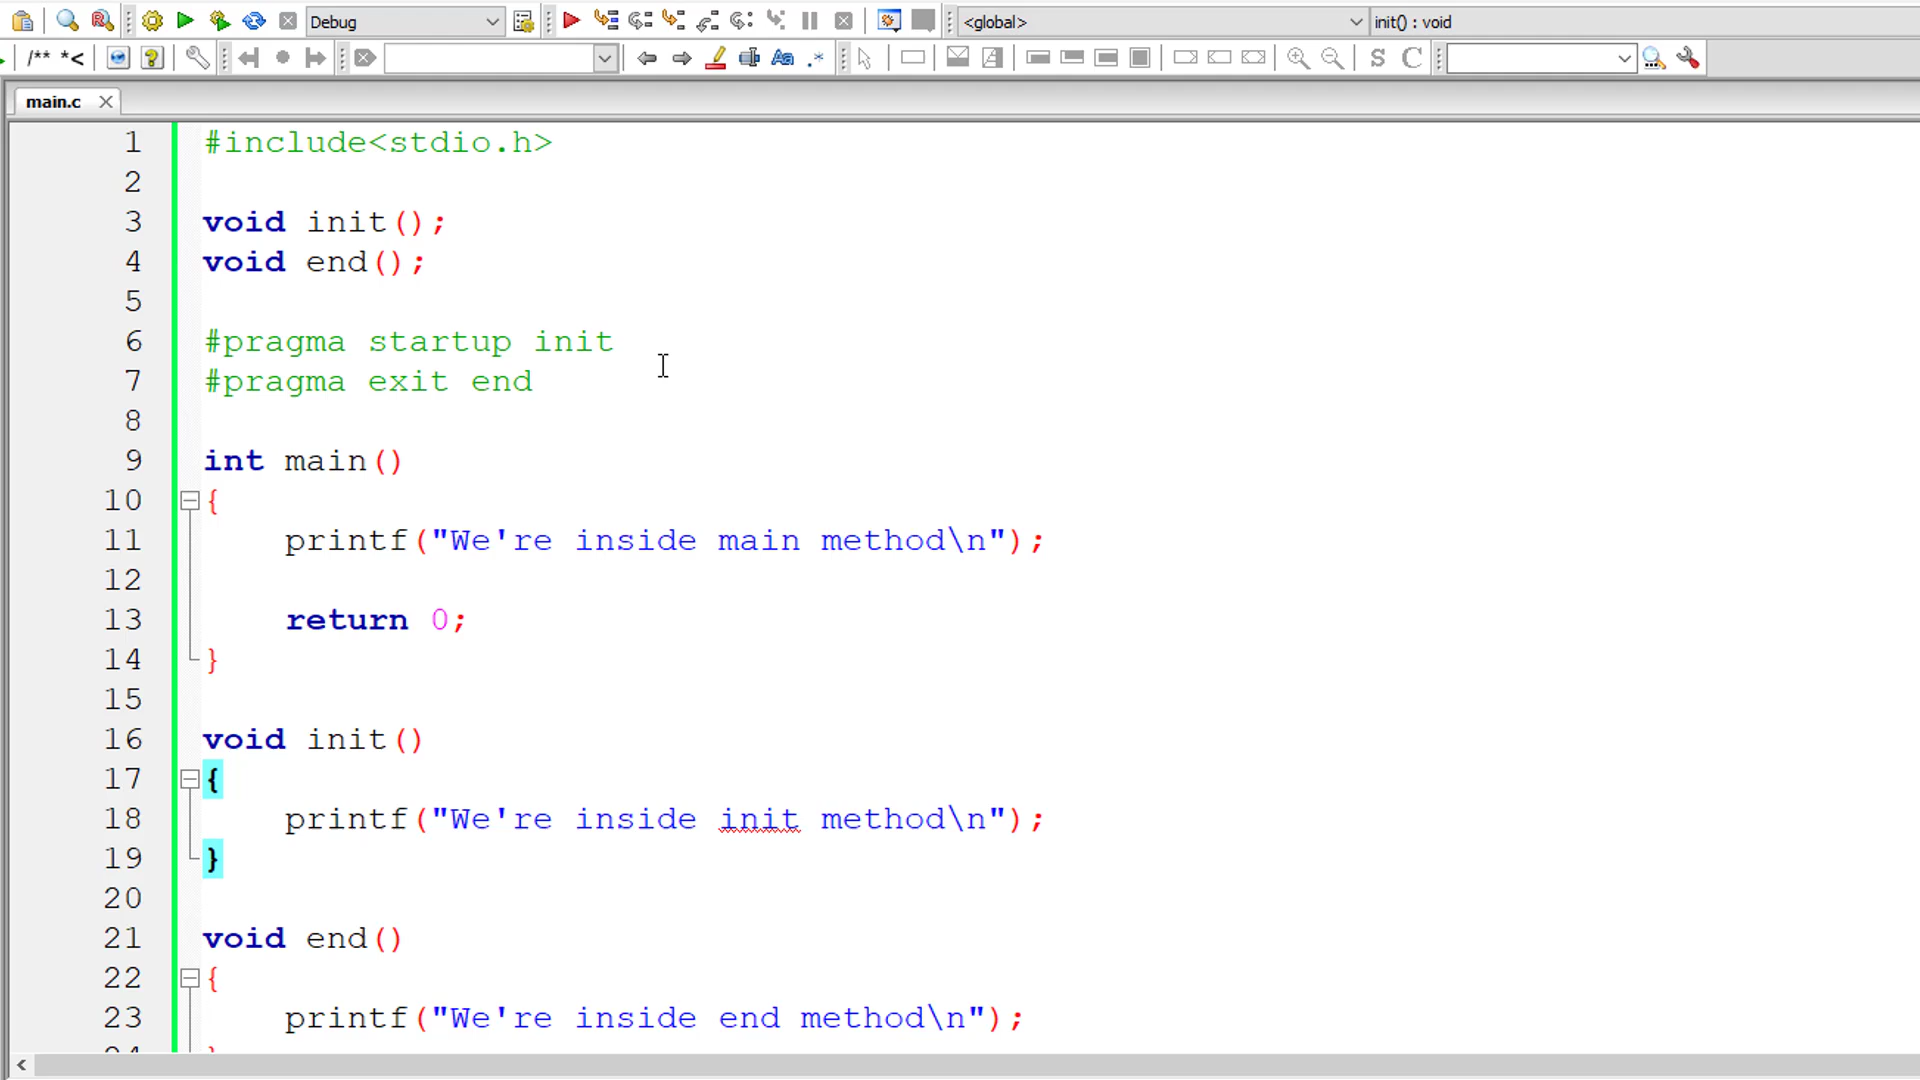 Debug
<global>
init() : void
/** *<
Aa .*
S C
main.c
1 #include<stdio.h>
2
3 void init();
4 void end();
5
6 #pragma startup init
7 #pragma exit end
8
9 int main()
10 {
11 printf("We're inside main method\n");
12
13 return 0;
14 }
15
16 void init()
17 {
18 printf("We're inside init method\n");
19 }
20
21 void end()
22 {
23 printf("We're inside end method\n");